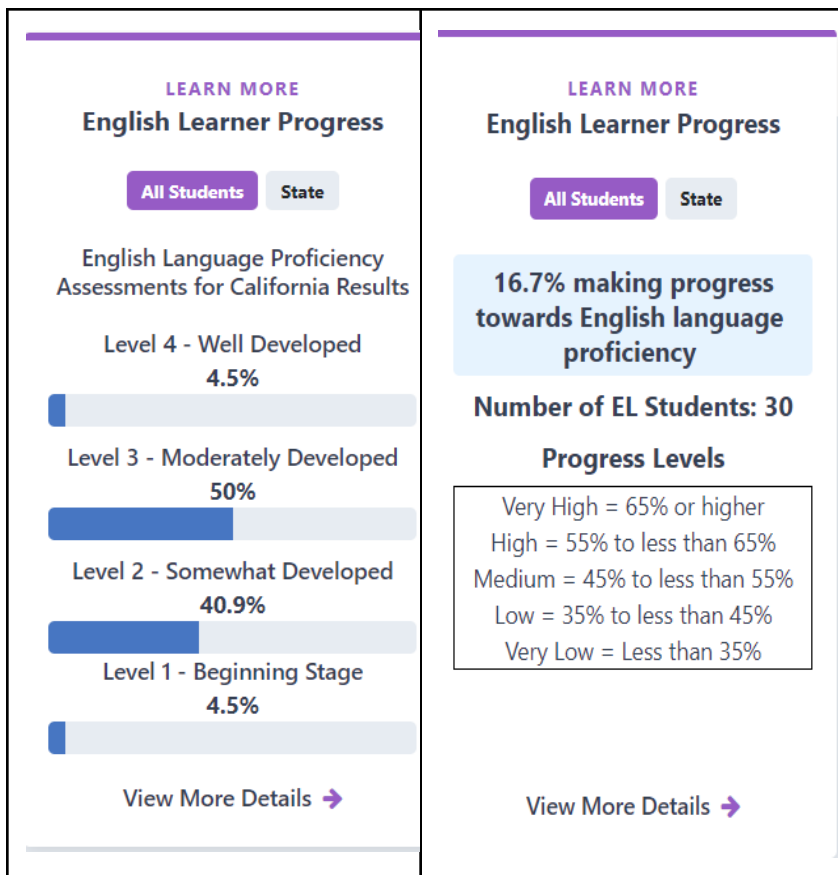 LEARN MORE
English Learner Progress
All Students
State
English Language Proficiency
Assessments for California Results
Level 4 - Well Developed
4.5%
Level 3 - Moderately Developed
50%
Level 2 - Somewhat Developed
40.9%
Level 1 - Beginning Stage
4.5%
View More Details
LEARN MORE
English Learner Progress
All Students
State
16.7% making progress
towards English language
proficiency
Number of EL Students: 30
Progress Levels
Very High = 65% or higher
High = 55% to less than 65%
Medium = 45% to less than 55%
Low = 35% to less than 45%
Very Low = Less than 35%
View More Details